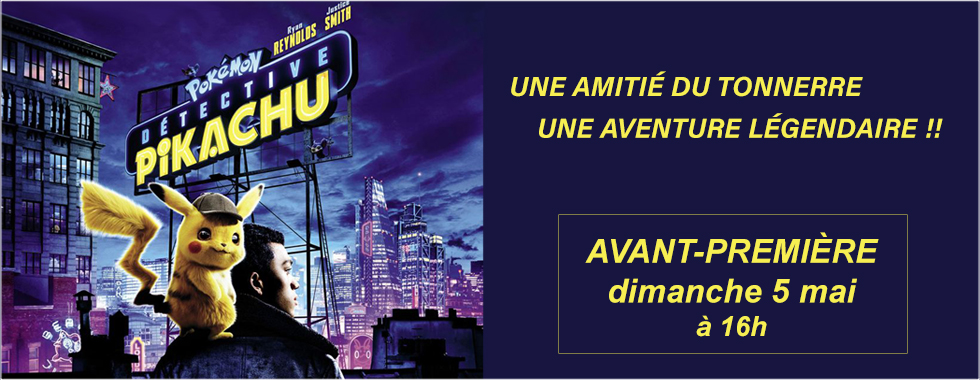 Ryan Justice
REYNOLDS SMITH
POKÉMON
DÉTECTIVE
PIKACHU
UNE AMITIÉ DU TONNERRE
UNE AVENTURE LÉGENDAIRE !!
AVANT-PREMIÈRE
dimanche 5 mai
à 16h